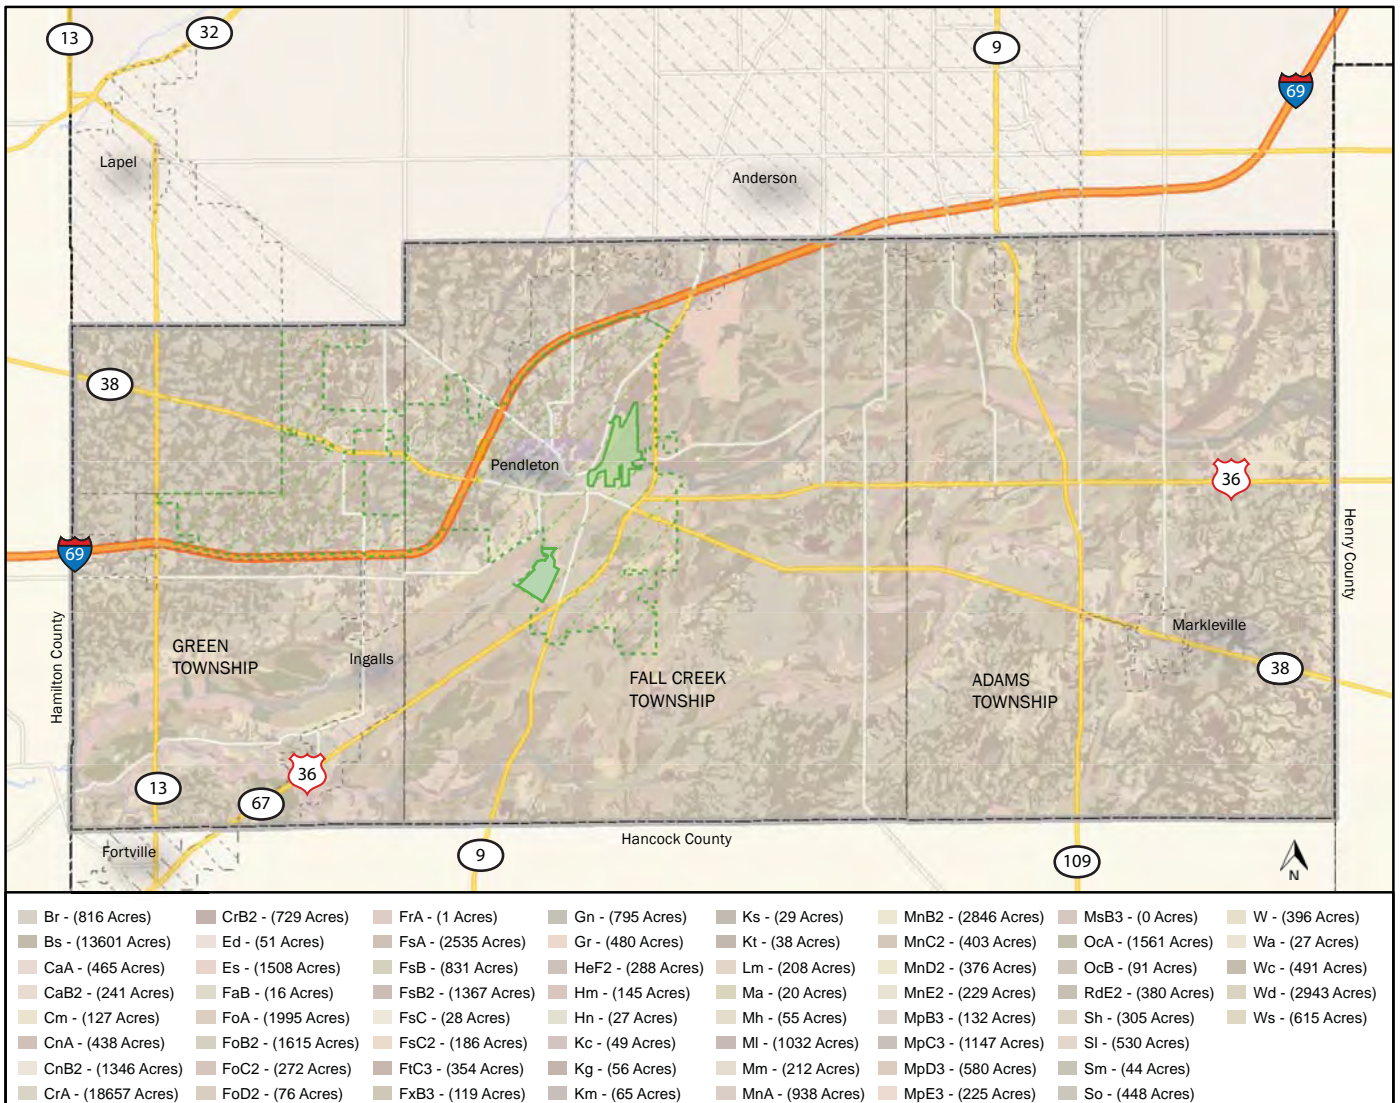 13
32
9
69
Lapel
Anderson
38
Pendleton
36
69
Henry County
Hamilton County
GREEN
TOWNSHIP
Ingalls
FALL CREEK
TOWNSHIP
ADAMS
TOWNSHIP
Markleville
38
36
13
67
Fortville
Hancock County
9
109
N
Br - (816 Acres)
Bs - (13601 Acres)
CaA - (465 Acres)
CaB2 - (241 Acres)
Cm - (127 Acres)
CnA - (438 Acres)
CnB2 - (1346 Acres)
CrA - (18657 Acres)
CrB2 - (729 Acres)
Ed - (51 Acres)
Es - (1508 Acres)
FaB - (16 Acres)
FoA - (1995 Acres)
FoB2 - (1615 Acres)
FoC2 - (272 Acres)
FoD2 - (76 Acres)
FrA - (1 Acres)
FsA - (2535 Acres)
FsB - (831 Acres)
FsB2 - (1367 Acres)
FsC - (28 Acres)
FsC2 - (186 Acres)
FtC3 - (354 Acres)
FxB3 - (119 Acres)
Gn - (795 Acres)
Gr - (480 Acres)
HeF2 - (288 Acres)
Hm - (145 Acres)
Hn - (27 Acres)
Kc - (49 Acres)
Kg - (56 Acres)
Km - (65 Acres)
Ks - (29 Acres)
Kt - (38 Acres)
Lm - (208 Acres)
Ma - (20 Acres)
Mh - (55 Acres)
Ml - (1032 Acres)
Mm - (212 Acres)
MnA - (938 Acres)
MnB2 - (2846 Acres)
MnC2 - (403 Acres)
MnD2 - (376 Acres)
MnE2 - (229 Acres)
MpB3 - (132 Acres)
MpC3 - (1147 Acres)
MpD3 - (580 Acres)
MpE3 - (225 Acres)
MsB3 - (0 Acres)
OcA - (1561 Acres)
OcB - (91 Acres)
RdE2 - (380 Acres)
Sh - (305 Acres)
Sl - (530 Acres)
Sm - (44 Acres)
So - (448 Acres)
W - (396 Acres)
Wa - (27 Acres)
Wc - (491 Acres)
Wd - (2943 Acres)
Ws - (615 Acres)